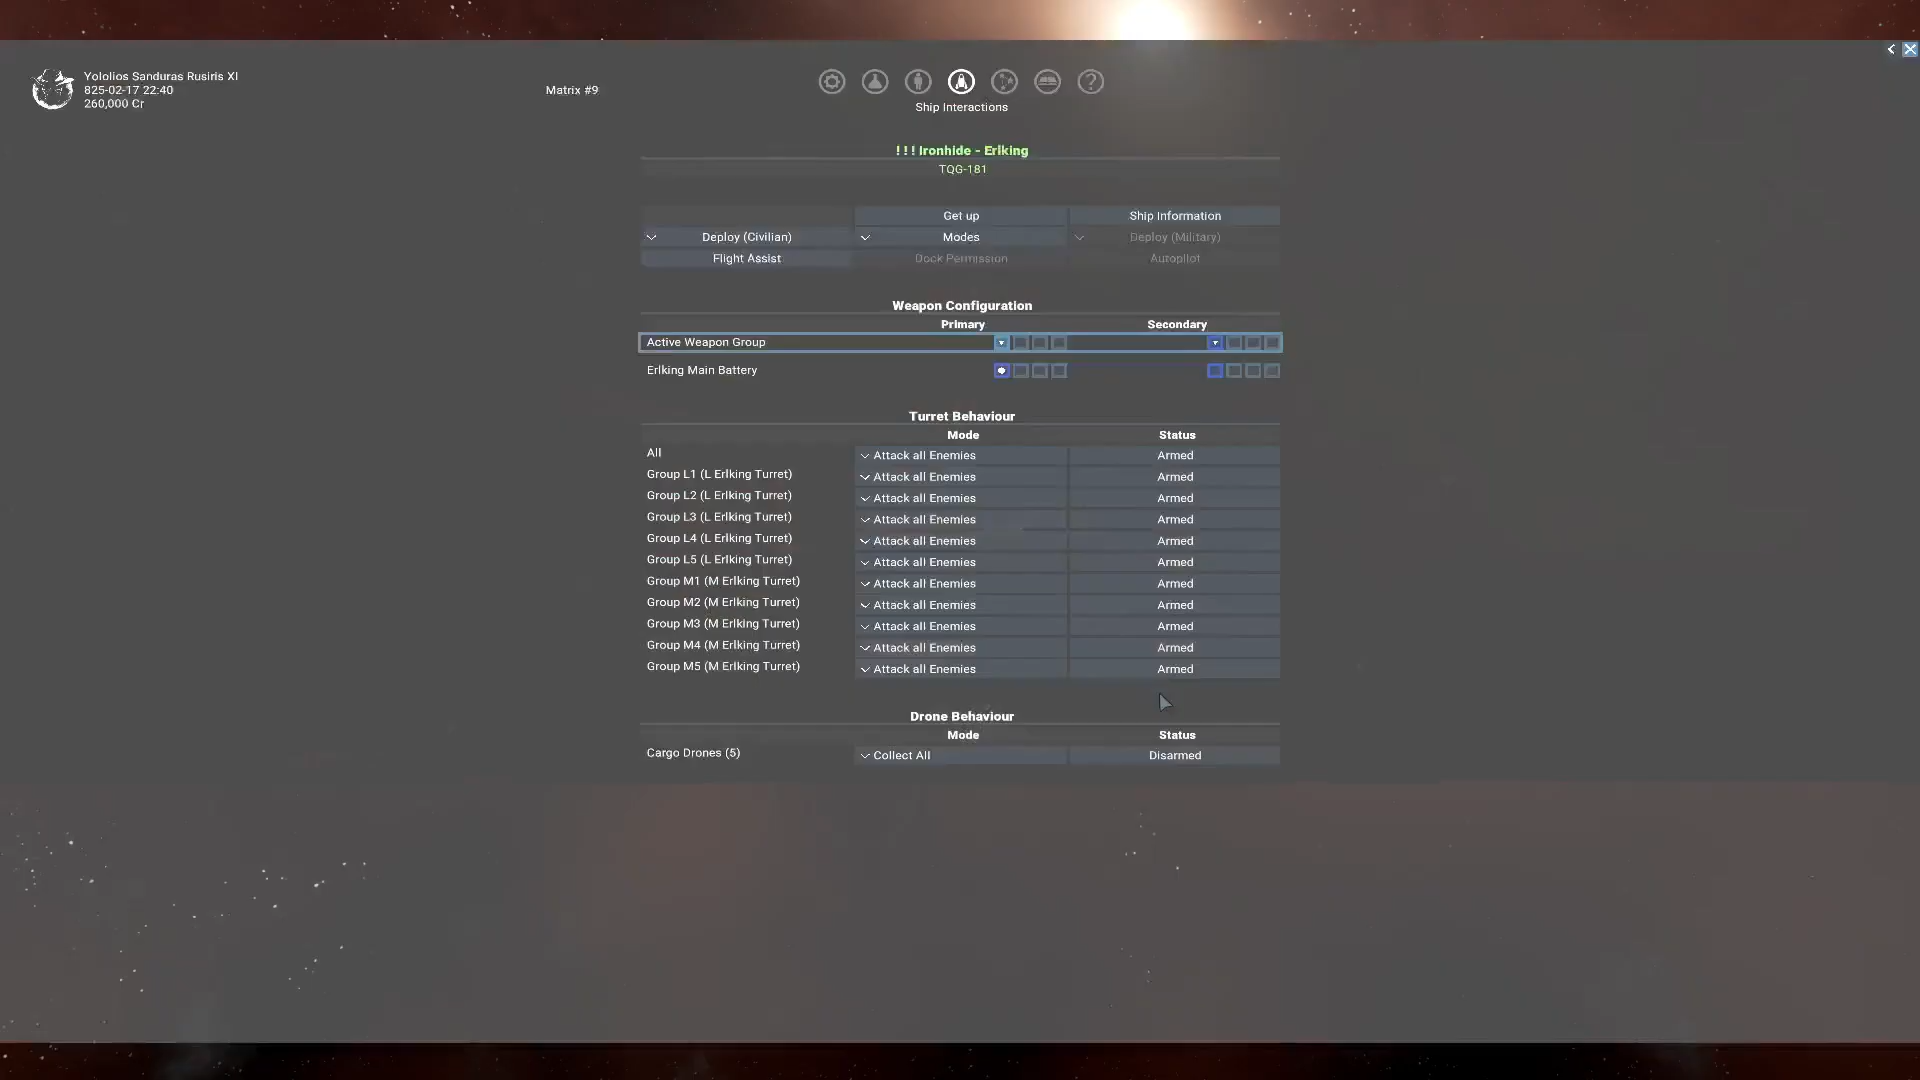 Yololios Sanduras Rusiris XI
825-02-17 22:40
260,000 Cr
Matrix #9
Ship Interactions
! ! ! Ironhide - Erlking
TQG-181
Get up
Ship Information
Deploy (Civilian)
Modes
Deploy (Military)
Flight Assist
Dock Permission
Autopilot
Weapon Configuration
Primary
Secondary
Active Weapon Group
Erlking Main Battery
Turret Behaviour
Mode
Status
All
Attack all Enemies
Armed
Group L1 (L Erlking Turret)
Attack all Enemies
Armed
Group L2 (L Erlking Turret)
Attack all Enemies
Armed
Group L3 (L Erlking Turret)
Attack all Enemies
Armed
Group L4 (L Erlking Turret)
Attack all Enemies
Armed
Group L5 (L Erlking Turret)
Attack all Enemies
Armed
Group M1 (M Erlking Turret)
Attack all Enemies
Armed
Group M2 (M Erlking Turret)
Attack all Enemies
Armed
Group M3 (M Erlking Turret)
Attack all Enemies
Armed
Group M4 (M Erlking Turret)
Attack all Enemies
Armed
Group M5 (M Erlking Turret)
Attack all Enemies
Armed
Drone Behaviour
Mode
Status
Cargo Drones (5)
Collect All
Disarmed